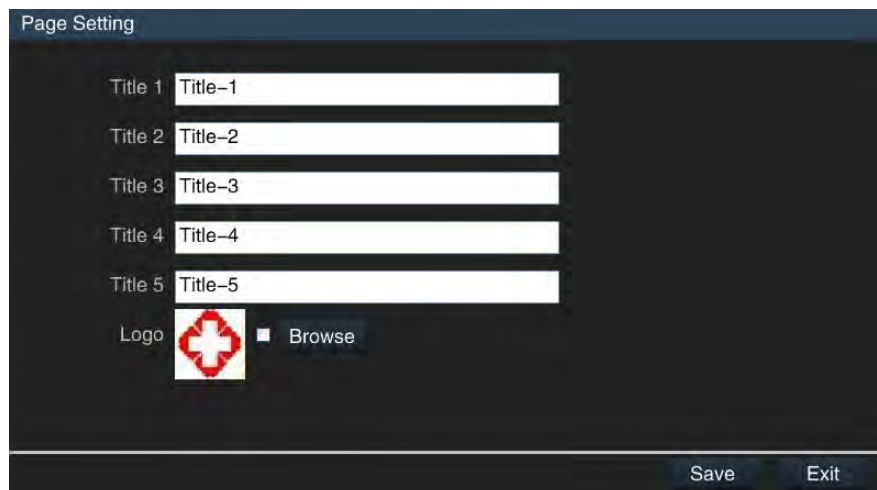 Page Setting
Title 1 Title–1
Title 2 Title–2
Title 3 Title–3
Title 4 Title–4
Title 5 Title–5
Logo Browse
Save Exit